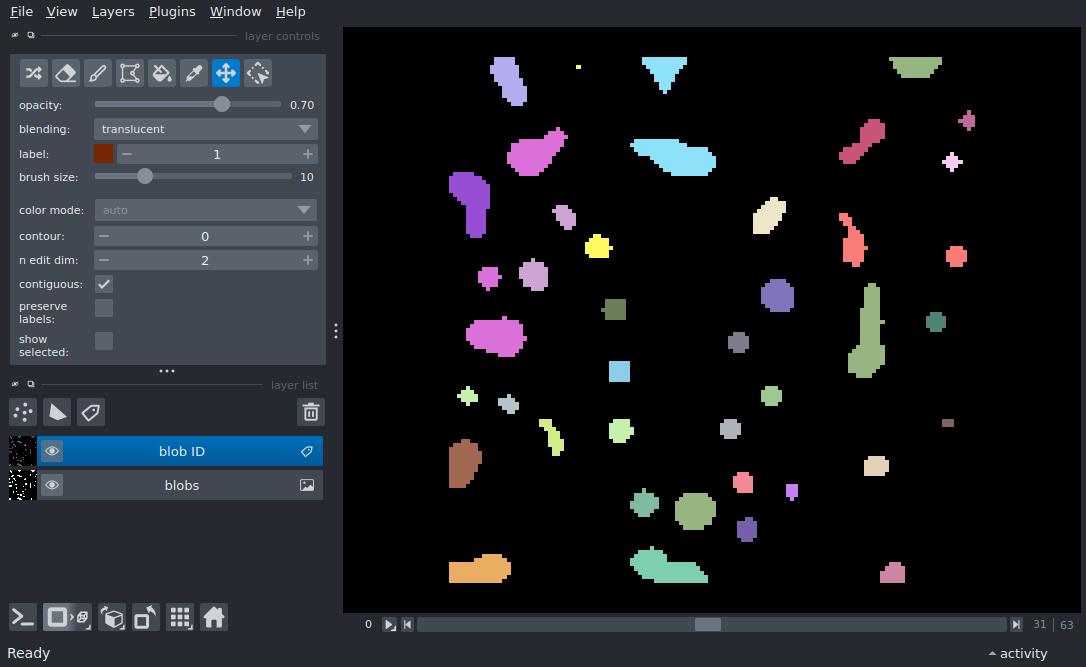 File View Layers Plugins Window Help
layer controls
opacity: 0.70
blending: translucent
label: 1
brush size: 10
color mode: auto
contour: 0
n edit dim: 2
contiguous:
preserve
labels:
show
selected:
layer list
blob ID
blobs
0 31 | 63
Ready activity